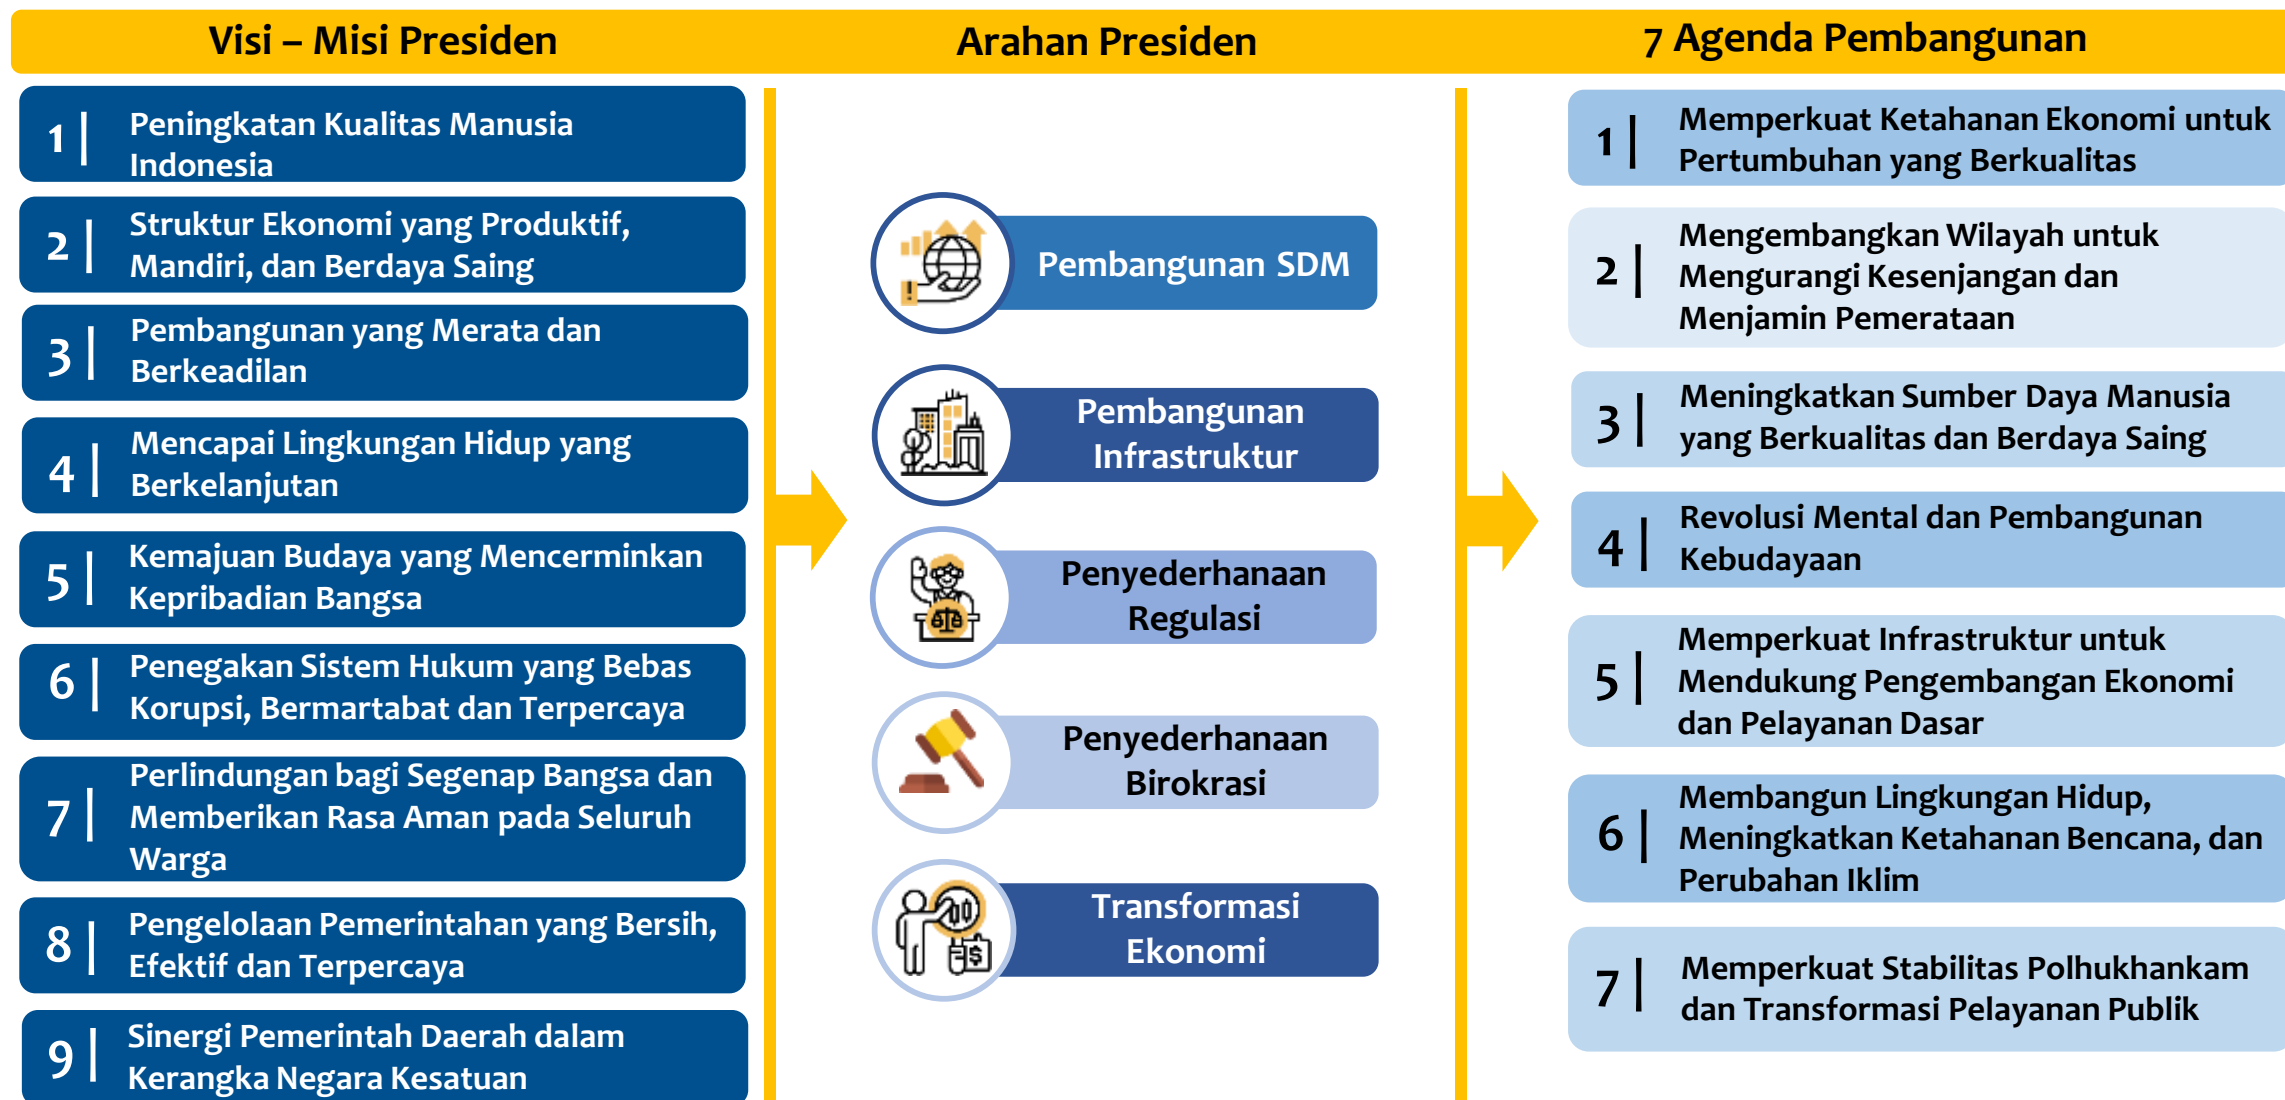 Visi – Misi Presiden
1
Peningkatan Kualitas Manusia
Indonesia
2
Struktur Ekonomi yang Produktif,
Mandiri, dan Berdaya Saing
3
Pembangunan yang Merata dan
Berkeadilan
4
Mencapai Lingkungan Hidup yang
Berkelanjutan
5
Kemajuan Budaya yang Mencerminkan
Kepribadian Bangsa
6
Penegakan Sistem Hukum yang Bebas
Korupsi, Bermartabat dan Terpercaya
7
Perlindungan bagi Segenap Bangsa dan
Memberikan Rasa Aman pada Seluruh
Warga
8
Pengelolaan Pemerintahan yang Bersih,
Efektif dan Terpercaya
9
Sinergi Pemerintah Daerah dalam
Kerangka Negara Kesatuan
Arahan Presiden
Pembangunan SDM
Pembangunan
Infrastruktur
Penyederhanaan
Regulasi
Penyederhanaan
Birokrasi
Transformasi
Ekonomi
7 Agenda Pembangunan
1
Memperkuat Ketahanan Ekonomi untuk
Pertumbuhan yang Berkualitas
2
Mengembangkan Wilayah untuk
Mengurangi Kesenjangan dan
Menjamin Pemerataan
3
Meningkatkan Sumber Daya Manusia
yang Berkualitas dan Berdaya Saing
4
Revolusi Mental dan Pembangunan
Kebudayaan
5
Memperkuat Infrastruktur untuk
Mendukung Pengembangan Ekonomi
dan Pelayanan Dasar
6
Membangun Lingkungan Hidup,
Meningkatkan Ketahanan Bencana, dan
Perubahan Iklim
7
Memperkuat Stabilitas Polhukhankam
dan Transformasi Pelayanan Publik